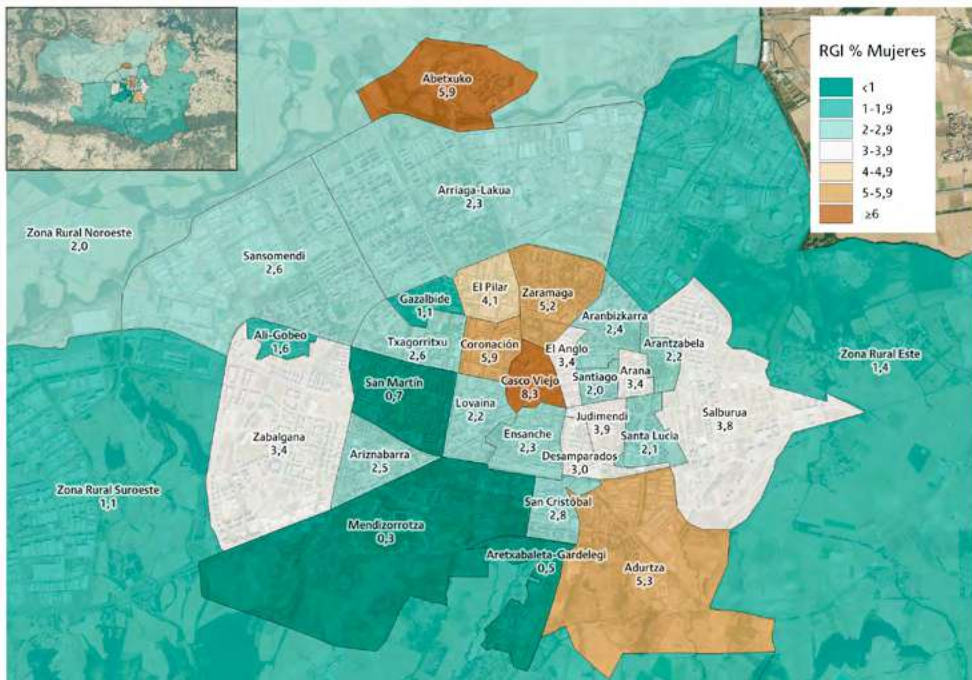 RGI % Mujeres
<1
1-1,9
2-2,9
3-3,9
4-4,9
5-5,9
≥6
Abetxuko
5,9
Arriaga-Lakua
2,3
Zona Rural Noroeste
2,0
Sansomendi
2,6
El Pilar
4,1
Zaramaga
5,2
Gazalbide
1,1
Aranbizkarra
2,4
Ali-Gobeo
1,6
Txagorritxu
2,6
Coronación
5,9
El Anglo
3,4
Arantzabela
2,2
Zona Rural Este
1,4
San Martín
0,7
Casco Viejo
8,3
Santiago
2,0
Arana
3,4
Lovaina
2,2
Judimendi
3,9
Salburua
3,8
Zabalgana
3,4
Ensanche
2,3
Santa Lucía
2,1
Ariznabarra
2,5
Desamparados
3,0
Zona Rural Suroeste
1,1
San Cristóbal
2,8
Mendizorrotza
0,3
Aretxabaleta-Gardelegi
0,5
Adurtza
5,3